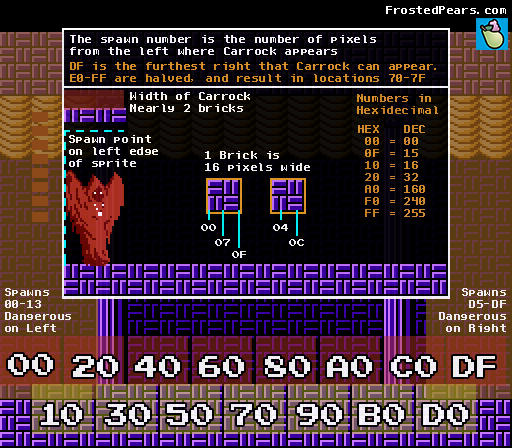 FrostedPears.com
The spawn number is the number of pixels
from the left where Carrock appears
DF is the furthest right that Carrock can appear.
E0-FF are halved, and result in locations 70-7F
Width of Carrock
Nearly 2 bricks
Numbers in
Hexidecimal
Spawn point
on left edge
of sprite
1 Brick is
16 pixels wide
HEX DEC
00 = 00
0F = 15
10 = 16
20 = 32
A0 = 160
F0 = 240
FF = 255
00
07
0F
04
0C
Spawns
00-13
Dangerous
on Left
Spawns
D5-DF
Dangerous
on Right
00 20 40 60 80 A0 C0 DF
10 30 50 70 90 B0 D0